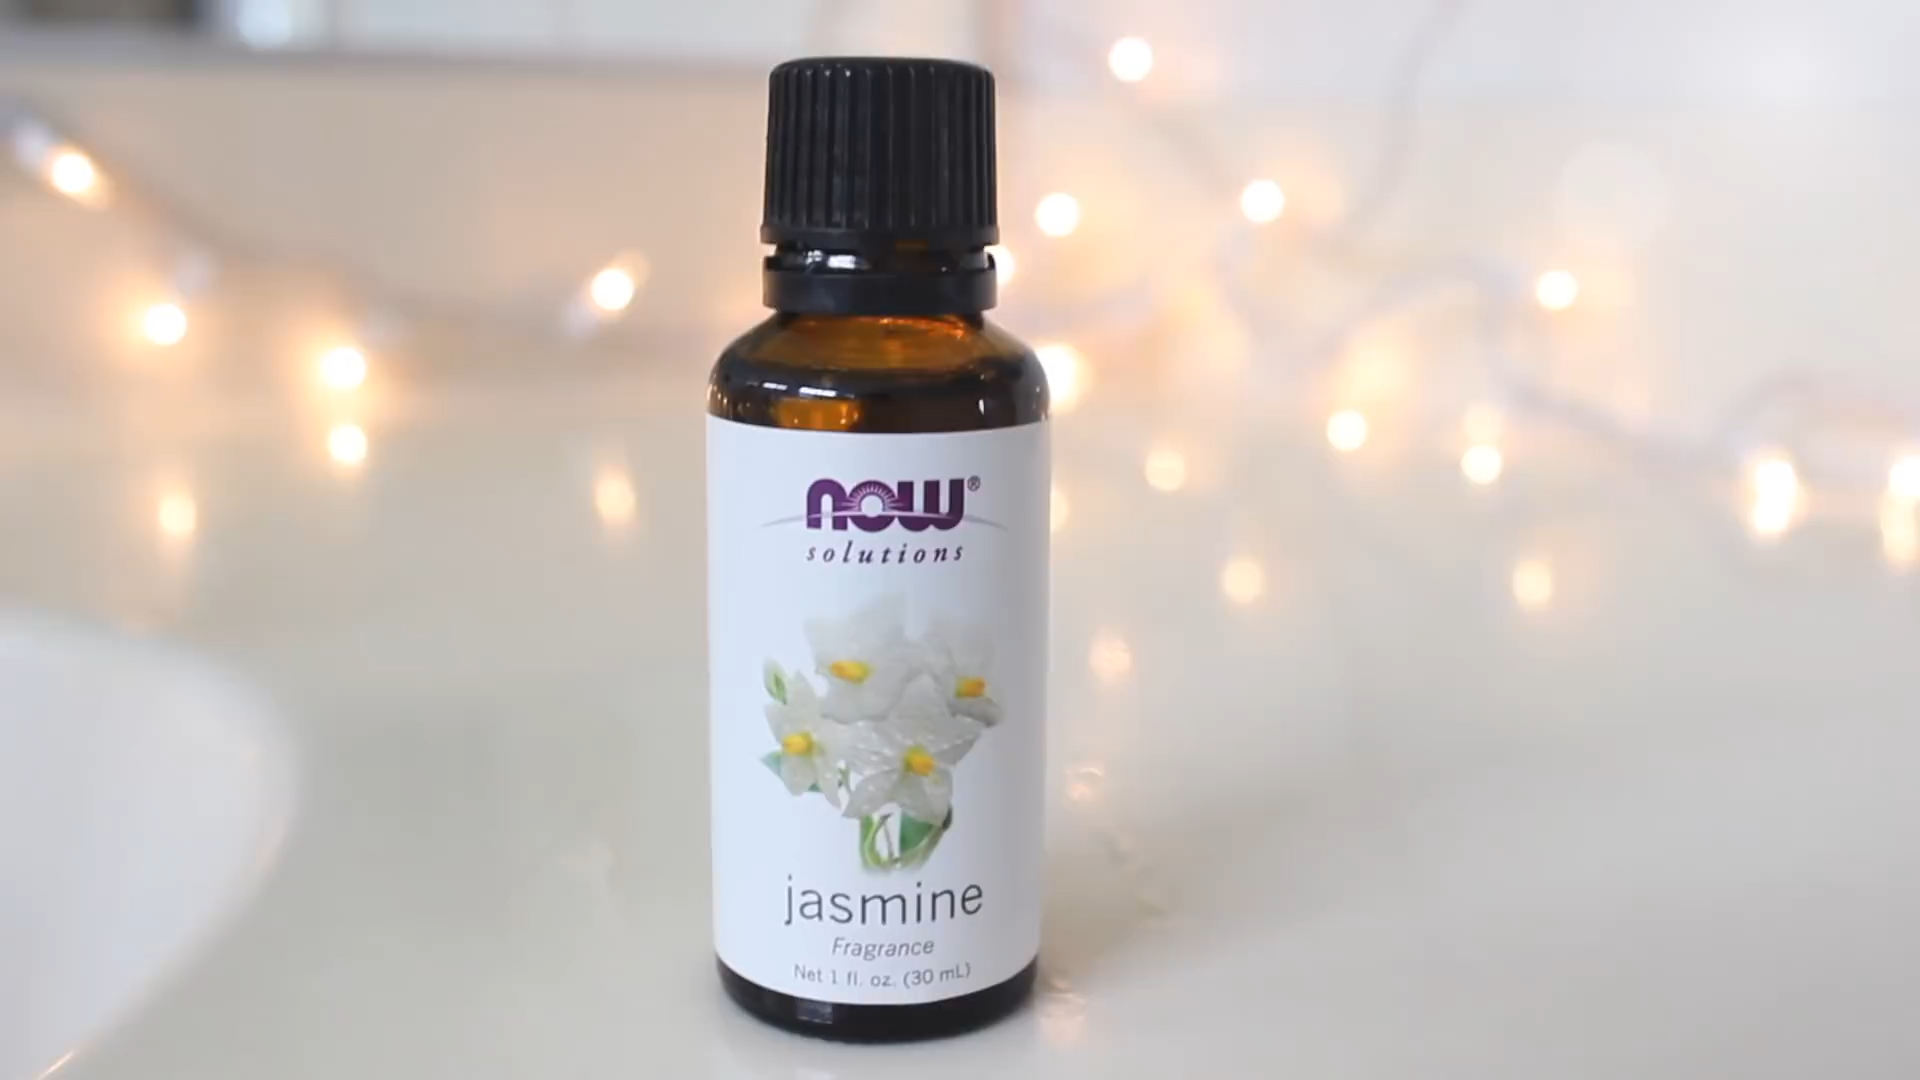 now®
solutions
jasmine
Fragrance
Net 1 fl. oz. (30 mL)